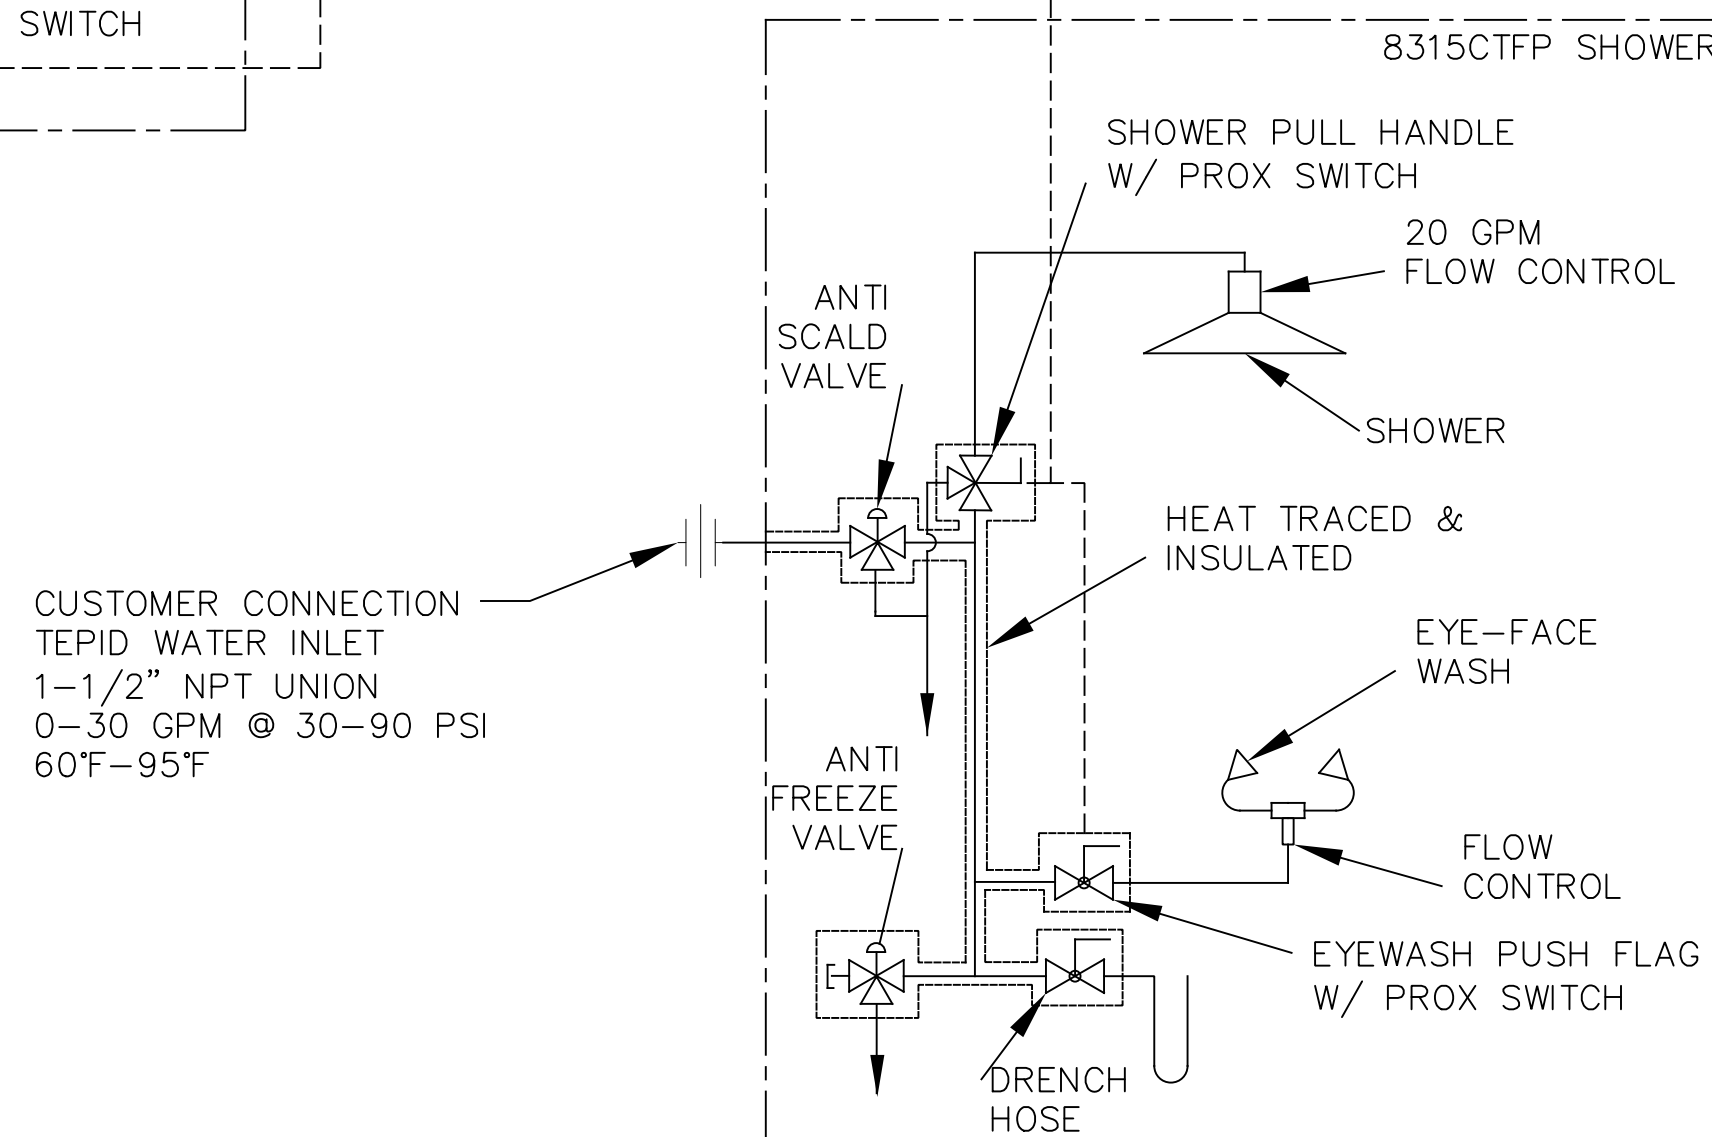 SWITCH
8315CTFP SHOWER
SHOWER PULL HANDLE
W/ PROX SWITCH
20 GPM
FLOW CONTROL
ANTI
SCALD
VALVE
SHOWER
HEAT TRACED &
INSULATED
CUSTOMER CONNECTION
TEPID WATER INLET
1-1/2" NPT UNION
0-30 GPM @ 30-90 PSI
60°F-95°F
EYE-FACE
WASH
ANTI
FREEZE
VALVE
FLOW
CONTROL
EYEWASH PUSH FLAG
W/ PROX SWITCH
DRENCH
HOSE